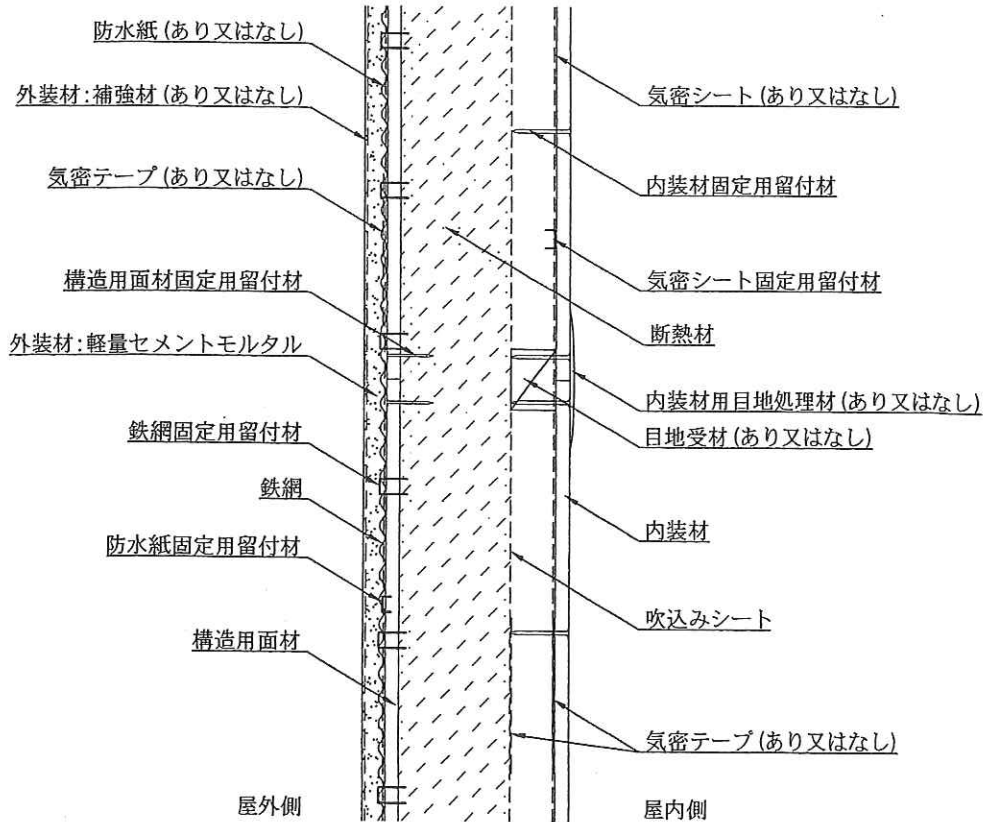 防水紙(あり又はなし)
外装材:補強材(あり又はなし)
気密テープ(あり又はなし)
構造用面材固定用留付材
外装材:軽量セメントモルタル
鉄網固定用留付材
鉄網
防水紙固定用留付材
構造用面材
屋外側
気密シート(あり又はなし)
内装材固定用留付材
気密シート固定用留付材
断熱材
内装材用目地処理材(あり又はなし)
目地受材(あり又はなし)
内装材
吹込みシート
気密テープ(あり又はなし)
屋内側